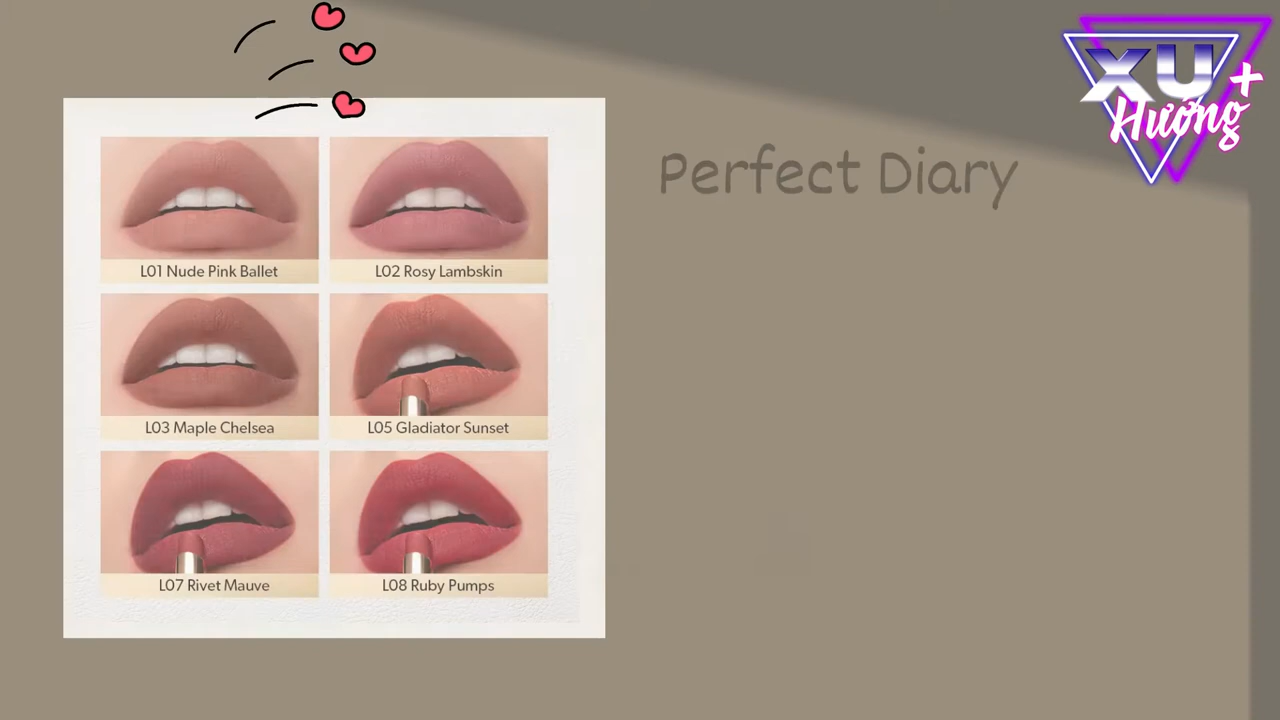 XU
Hướng+
Perfect Diary
L01 Nude Pink Ballet
L02 Rosy Lambskin
L03 Maple Chelsea
L05 Gladiator Sunset
L07 Rivet Mauve
L08 Ruby Pumps